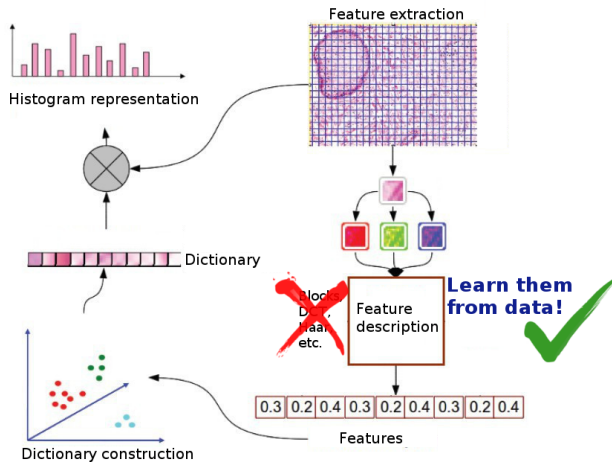 Feature extraction
Histogram representation
Dictionary
Blocks,
DCT,
Haar,
etc.
Feature
description
Learn them
from data!
0.3 0.2 0.4 0.3 0.2 0.4 0.3 0.2 0.4
Features
Dictionary construction